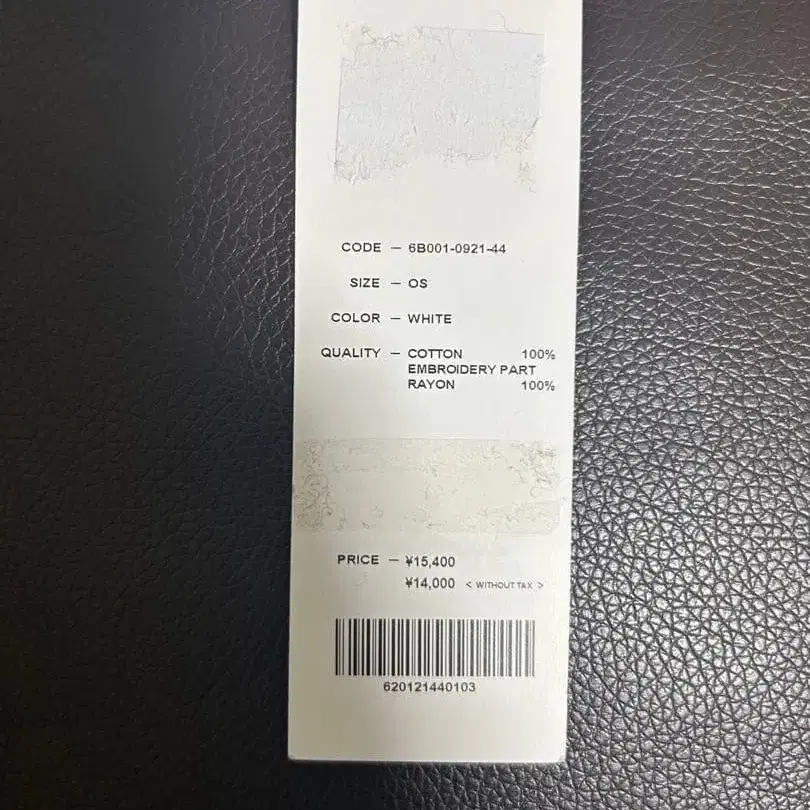 CODE — 6B001-0921-44
SIZE — OS
COLOR — WHITE
QUALITY — COTTON 100%
EMBROIDERY PART
RAYON 100%
PRICE — ¥15,400
¥14,000 < WITHOUT TAX >
620121440103